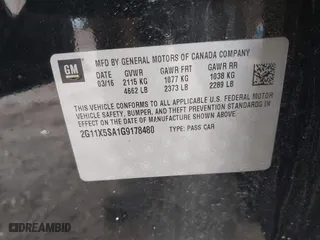 GM
MFD BY GENERAL MOTORS OF CANADA COMPANY
DATE GVWR GAWR FRT GAWR RR
03/16 2115 KG 1077 KG 1038 KG
4662 LB 2373 LB 2289 LB
THIS VEHICLE CONFORMS TO ALL APPLICABLE U.S. FEDERAL MOTOR
VEHICLE SAFETY, BUMPER, AND THEFT PREVENTION STANDARDS
IN EFFECT ON THE DATE OF MANUFACTURE SHOWN ABOVE.
2G11X5SA1G9178480 TYPE: PASS CAR
DREAMBID